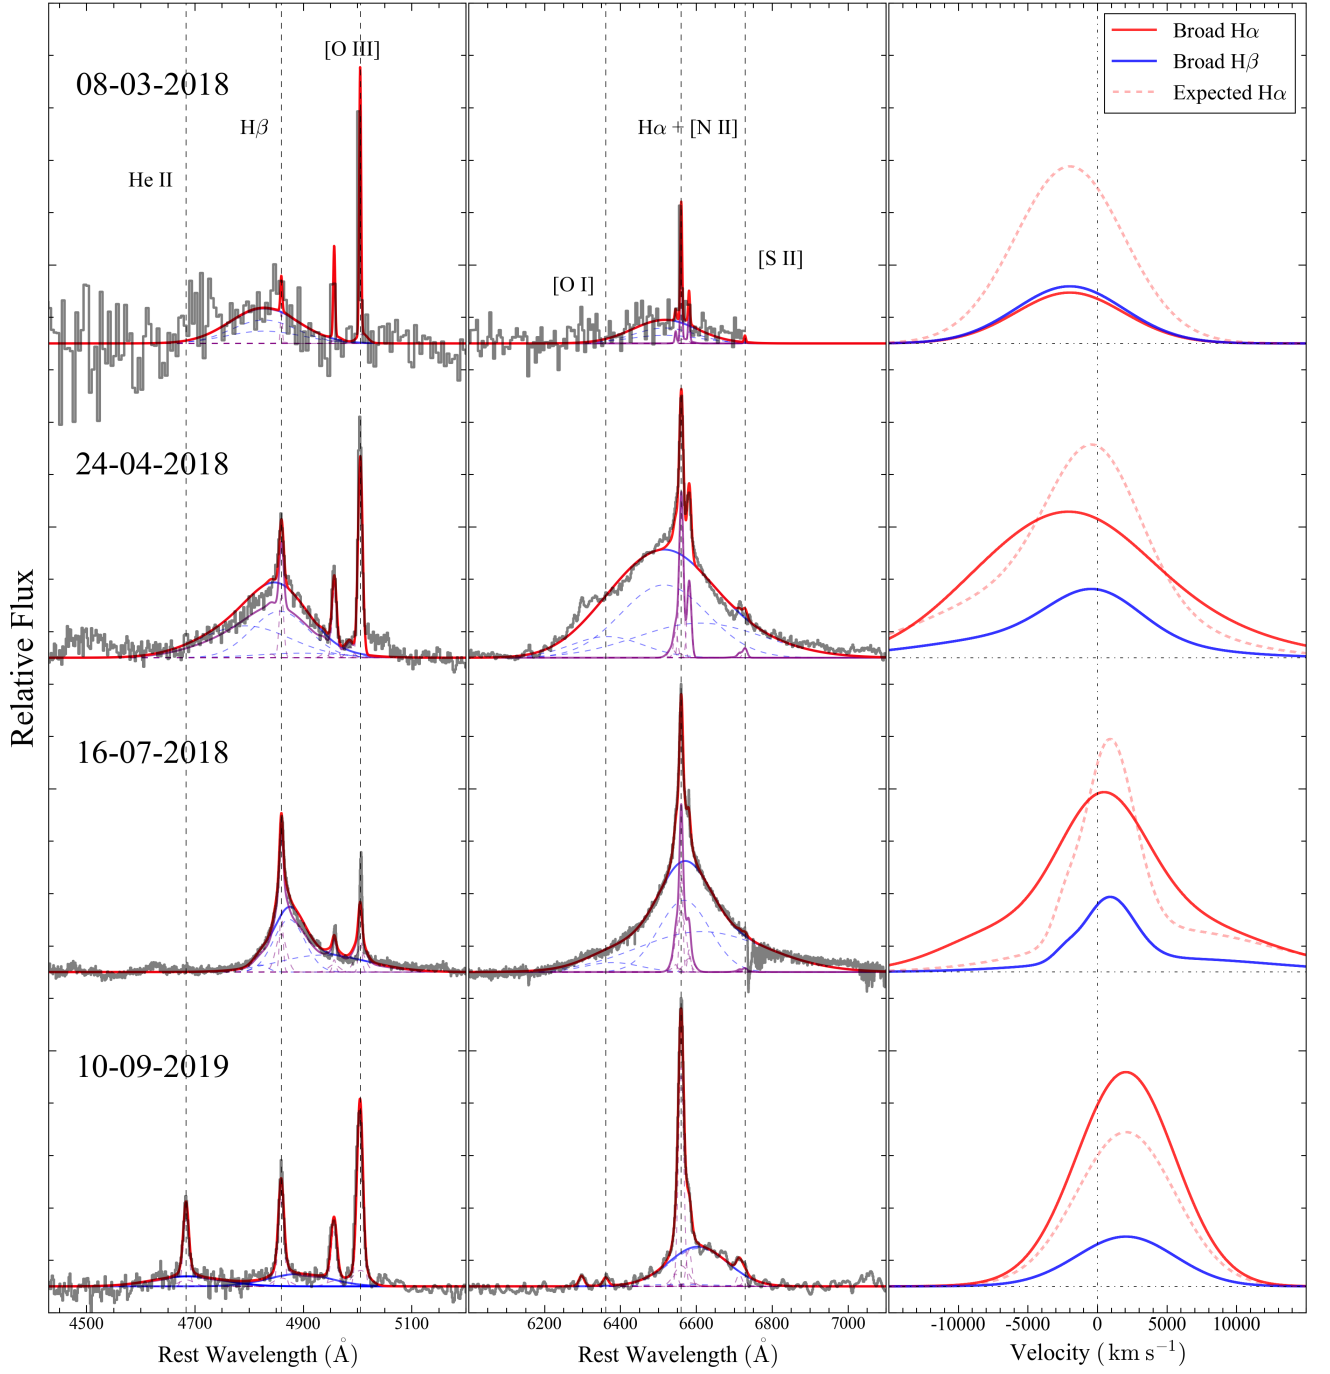 Relative Flux
08-03-2018
He II
Hβ
[O III]
Hα + [N II]
[O I]
[S II]
Broad Hα
Broad Hβ
Expected Hα
24-04-2018
16-07-2018
10-09-2019
4500 4700 4900 5100
6200 6400 6600 6800 7000
-10000 -5000 0 5000 10000
Rest Wavelength (Å)
Rest Wavelength (Å)
Velocity (km s⁻¹)